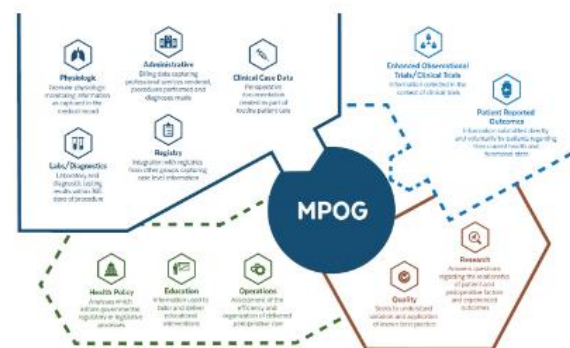 Physiologic
Extensive physiologic
monitoring information
as captured in the
medical record
Administrative
Billing data capturing
professional services rendered,
procedures performed and
diagnoses made
Clinical Case Data
Perioperative
documentation
needed as part of
routine patient care
Labs/Diagnostics
Laboratory and
diagnostic testing
results within 365
days of procedure
Registry
Integration with registries
from other groups capturing
case level information
Enhanced Observational
Trials/Clinical Trials
Information collected in the
context of clinical trials
Patient Reported
Outcomes
Information submitted directly
and voluntarily by patients regarding
their current health and
functional state
MPOG
Health Policy
Analyses which
inform governmental
regulatory or legislative
processes
Education
Information used to
tailor and deliver
educational
interventions
Operations
Assessment of the
efficiency and
organization of delivered
perioperative care
Quality
Seeks to understand
variation and application
of known best practice
Research
Answers questions
regarding the relationships
of patient and
perioperative factors
and experienced
outcomes